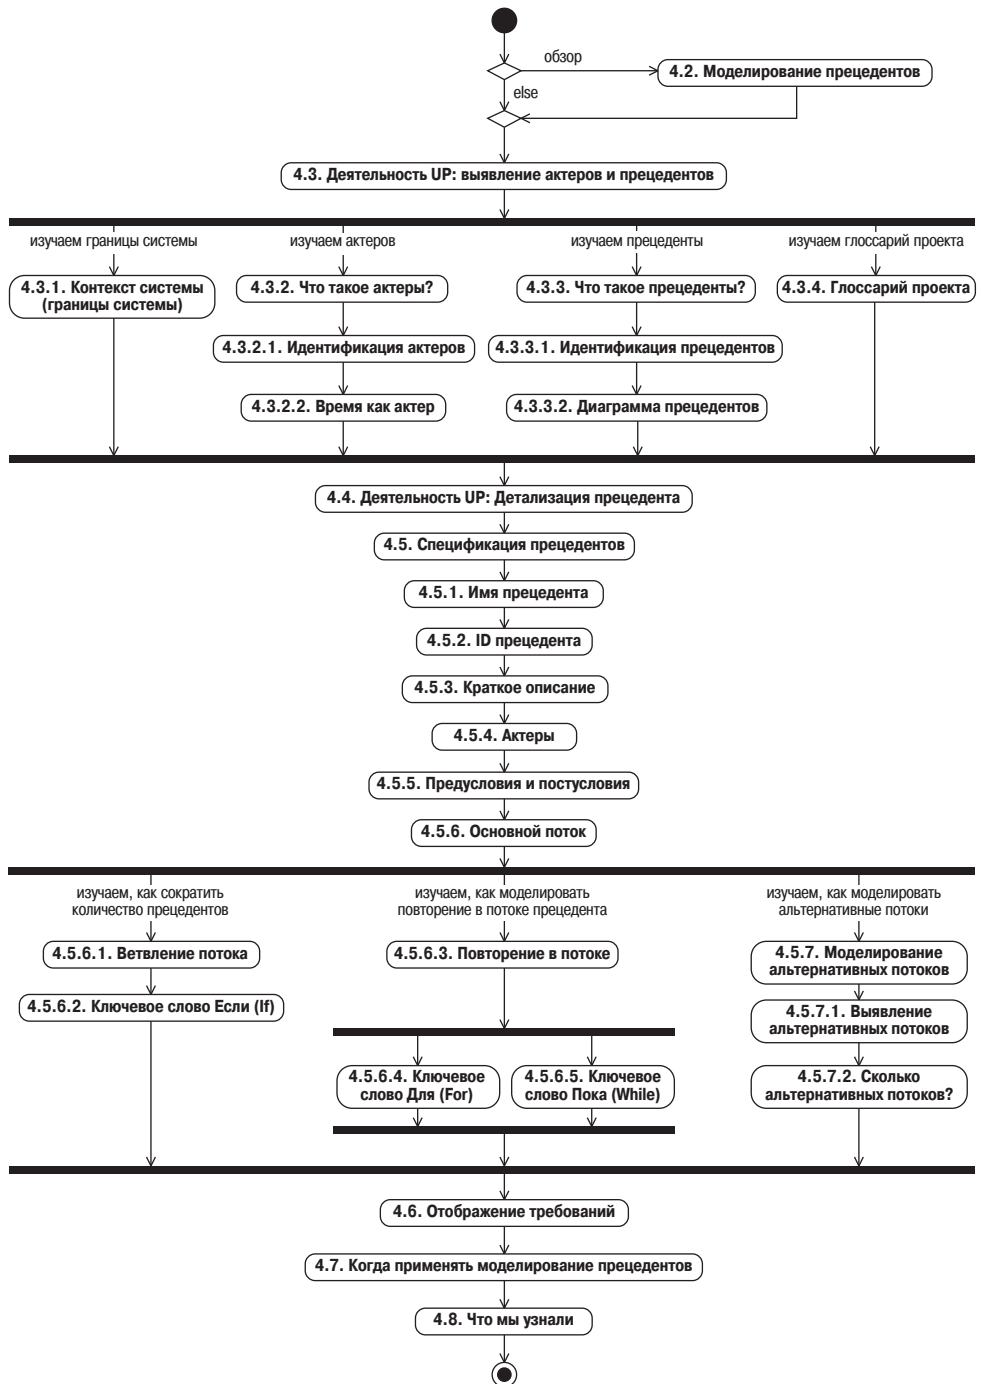 обзор
4.2. Моделирование прецедентов
else
4.3. Деятельность UP: выявление актеров и прецедентов
изучаем границы системы
изучаем актеров
изучаем прецеденты
изучаем глоссарий проекта
4.3.1. Контекст системы
(границы системы)
4.3.2. Что такое актеры?
4.3.3. Что такое прецеденты?
4.3.4. Глоссарий проекта
4.3.2.1. Идентификация актеров
4.3.3.1. Идентификация прецедентов
4.3.2.2. Время как актер
4.3.3.2. Диаграмма прецедентов
4.4. Деятельность UP: Детализация прецедента
4.5. Спецификация прецедентов
4.5.1. Имя прецедента
4.5.2. ID прецедента
4.5.3. Краткое описание
4.5.4. Актеры
4.5.5. Предусловия и постусловия
4.5.6. Основной поток
изучаем, как сократить
количество прецедентов
изучаем, как моделировать
повторение в потоке прецедента
изучаем, как моделировать
альтернативные потоки
4.5.6.1. Ветвление потока
4.5.6.3. Повторение в потоке
4.5.7. Моделирование
альтернативных потоков
4.5.6.2. Ключевое слово Если (If)
4.5.7.1. Выявление
альтернативных потоков
4.5.6.4. Ключевое
слово Для (For)
4.5.6.5. Ключевое
слово Пока (While)
4.5.7.2. Сколько
альтернативных потоков?
4.6. Отображение требований
4.7. Когда применять моделирование прецедентов
4.8. Что мы узнали